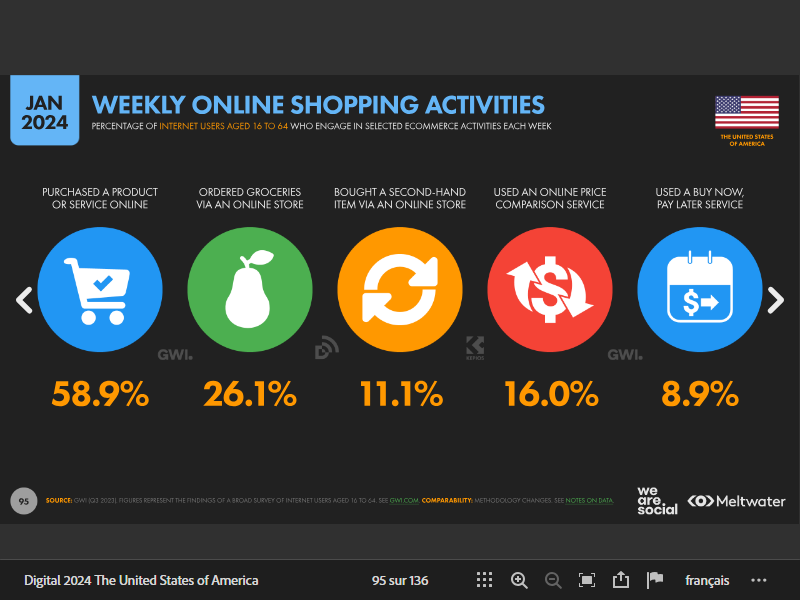 JAN
2024
WEEKLY ONLINE SHOPPING ACTIVITIES
PERCENTAGE OF INTERNET USERS AGED 16 TO 64 WHO ENGAGE IN SELECTED ECOMMERCE ACTIVITIES EACH WEEK
THE UNITED STATES
OF AMERICA
PURCHASED A PRODUCT
OR SERVICE ONLINE
ORDERED GROCERIES
VIA AN ONLINE STORE
BOUGHT A SECOND-HAND
ITEM VIA AN ONLINE STORE
USED AN ONLINE PRICE
COMPARISON SERVICE
USED A BUY NOW,
PAY LATER SERVICE
$
$
GWI.
KEPIOS
GWI.
58.9%
26.1%
11.1%
16.0%
8.9%
95
SOURCE: GWI (Q3 2023). FIGURES REPRESENT THE FINDINGS OF A BROAD SURVEY OF INTERNET USERS AGED 16 TO 64. SEE GWI.COM. COMPARABILITY: METHODOLOGY CHANGES. SEE NOTES ON DATA.
we
are
social
Meltwater
Digital 2024 The United States of America
95 sur 136
français